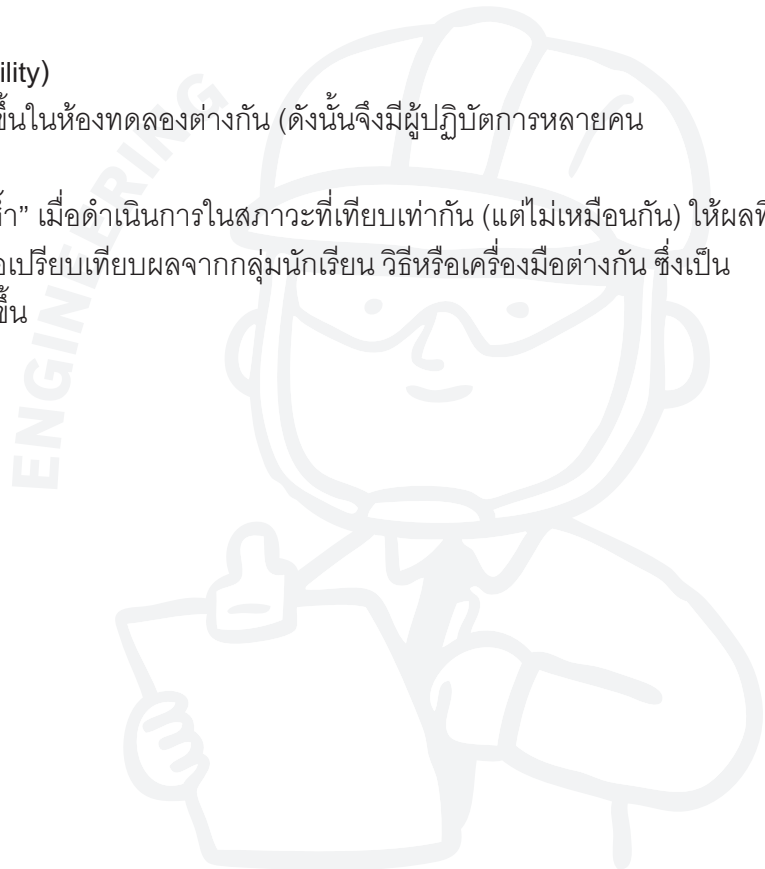 ility)
ขึ้นในห้องทดลองต่างกัน (ดังนั้นจึงมีผู้ปฏิบัตการหลายคน
ซ้ำ” เมื่อดำเนินการในสภาวะที่เทียบเท่ากัน (แต่ไม่เหมือนกัน) ให้ผลที
อเปรียบเทียบผลจากกลุ่มนักเรียน วิธีหรือเครื่องมือต่างกัน ซึ่งเป็น
ขึ้น
ENGINEERING